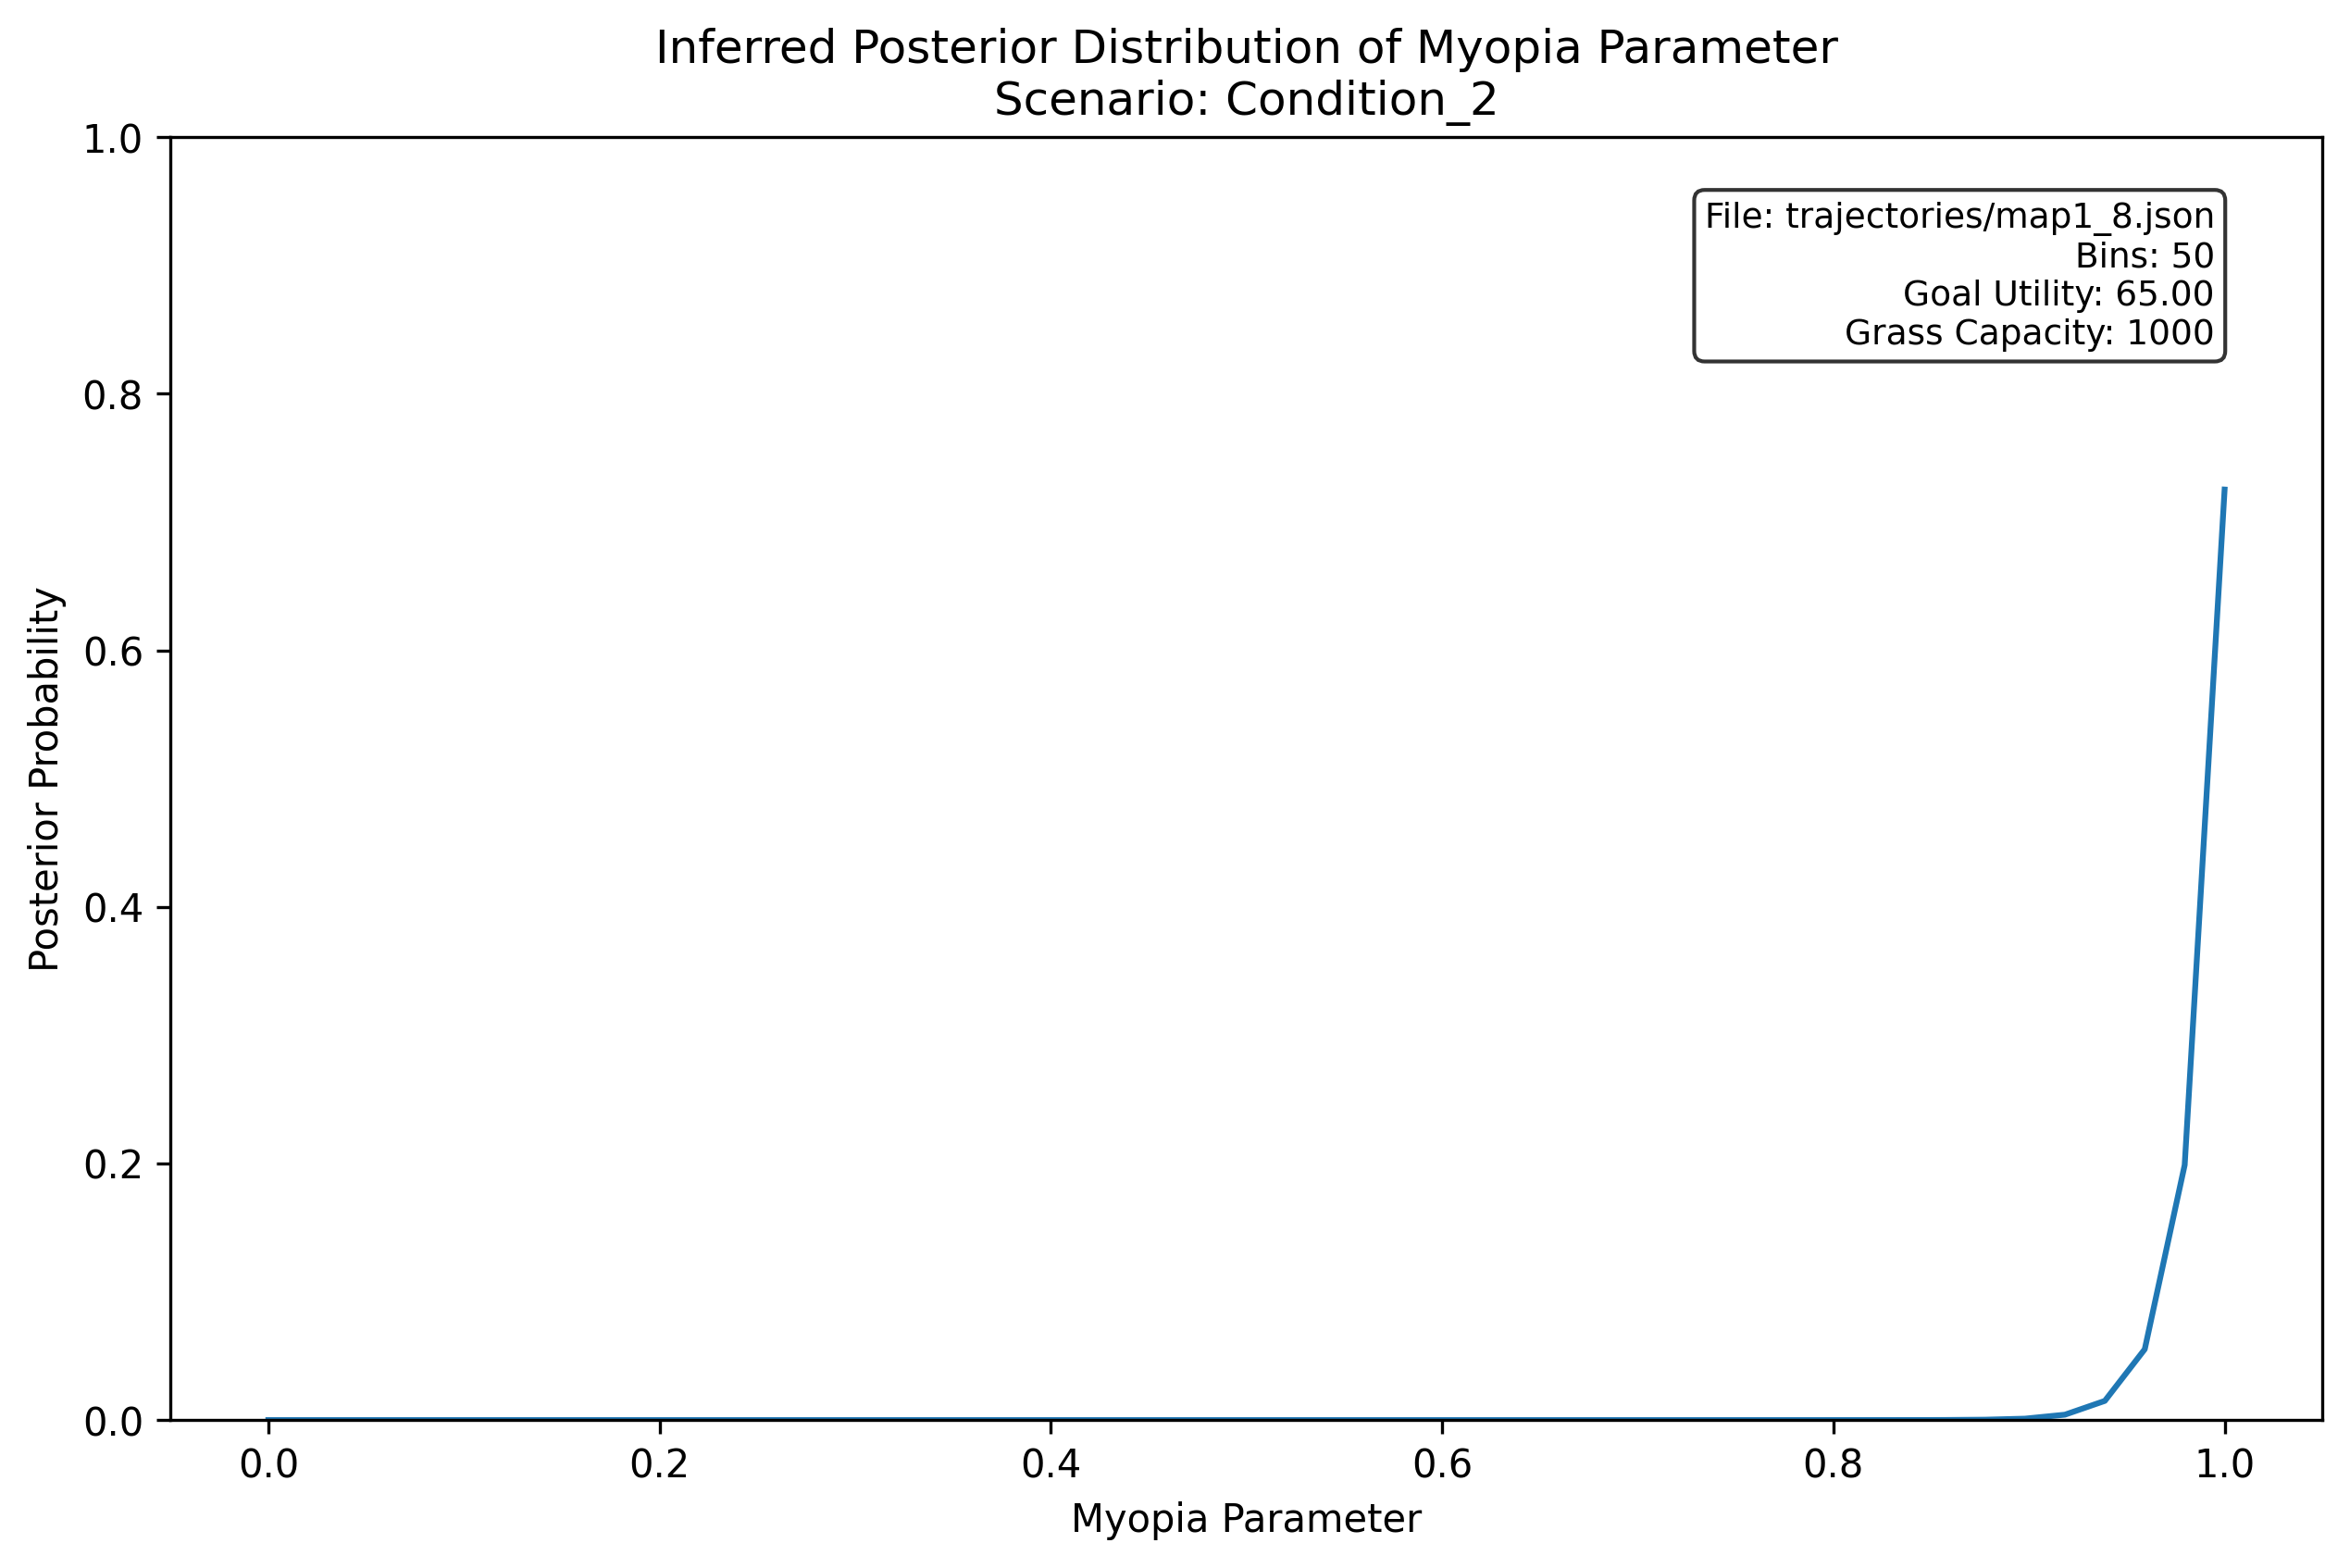 Inferred Posterior Distribution of Myopia Parameter
Scenario: Condition_2
File: trajectories/map1_8.json
Bins: 50
Goal Utility: 65.00
Grass Capacity: 1000
Posterior Probability
1.0
0.8
0.6
0.4
0.2
0.0
0.0 0.2 0.4 0.6 0.8 1.0
Myopia Parameter